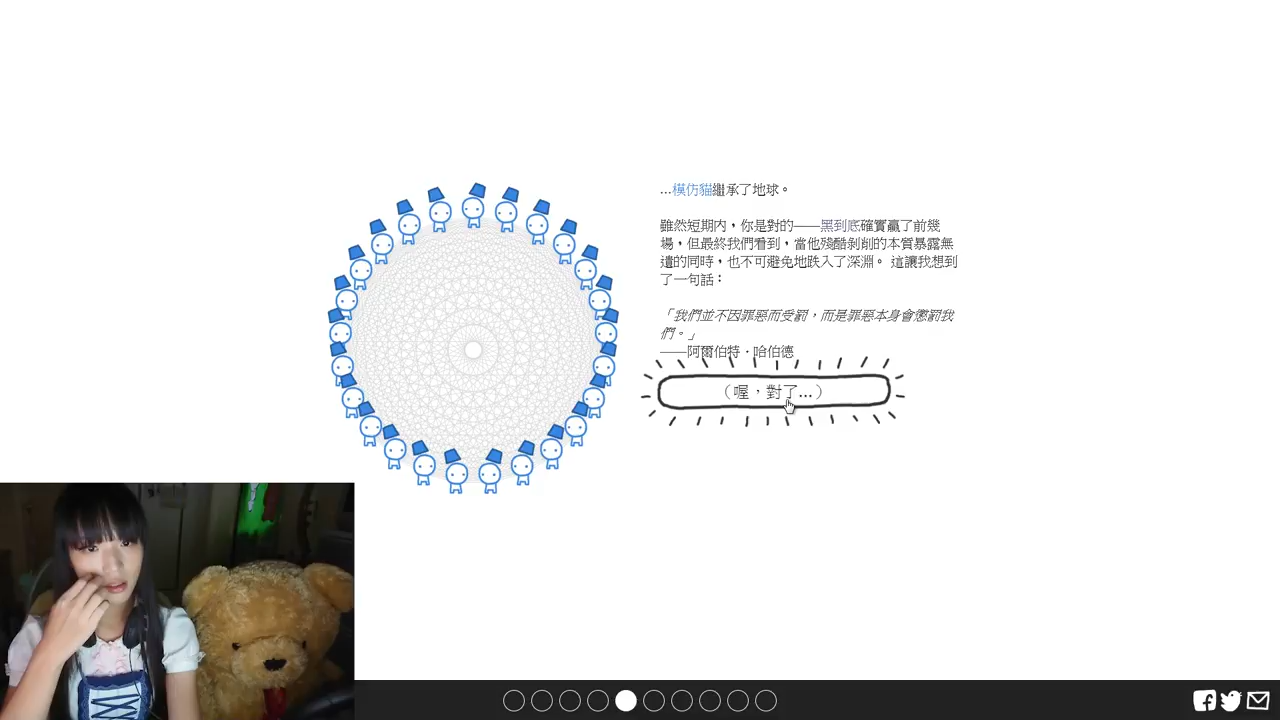 ...模仿貓繼承了地球。
雖然短期內，你是對的——黑到底確實贏了前幾
場，但最終我們看到，當他殘酷剝削的本質暴露無
遺的同時，也不可避免地跌入了深淵。 這讓我想到
了一句話：
「我們並不因罪惡而受罰，而是罪惡本身會懲罰我
們。」
——阿爾伯特・哈伯德
（喔，對了...）